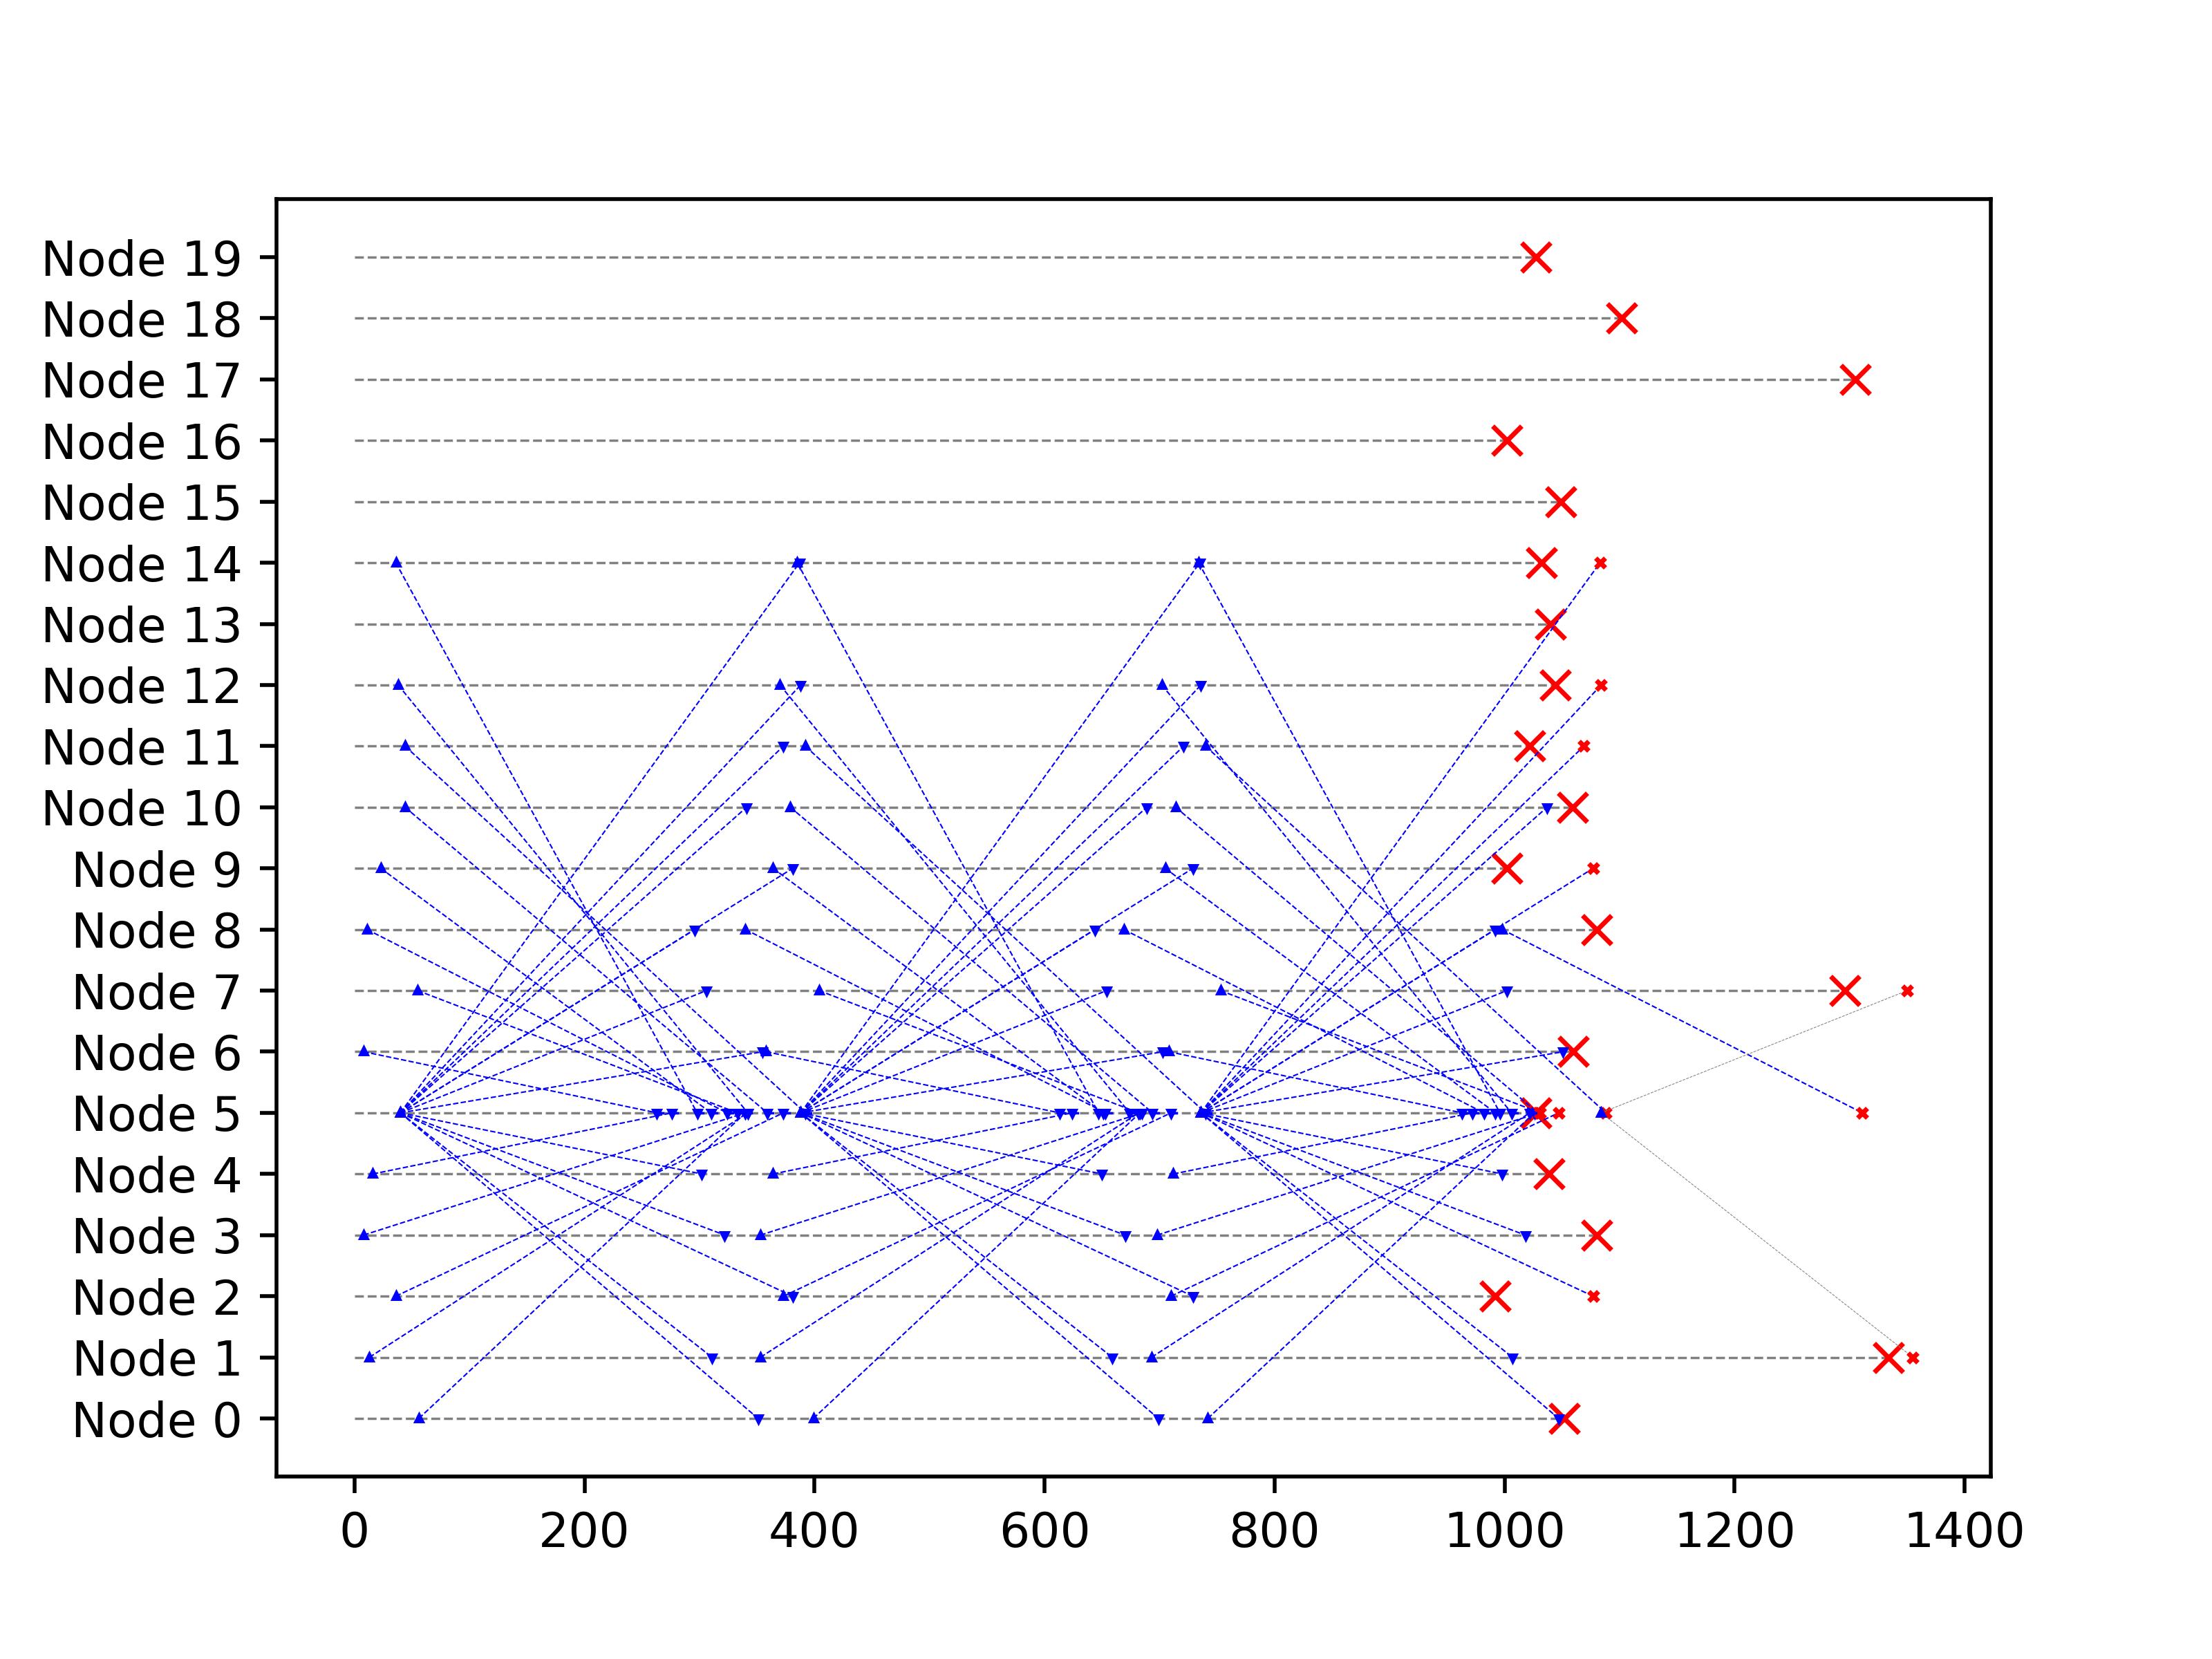 Node 19
Node 18
Node 17
Node 16
Node 15
Node 14
Node 13
Node 12
Node 11
Node 10
Node 9
Node 8
Node 7
Node 6
Node 5
Node 4
Node 3
Node 2
Node 1
Node 0
0 200 400 600 800 1000 1200 1400